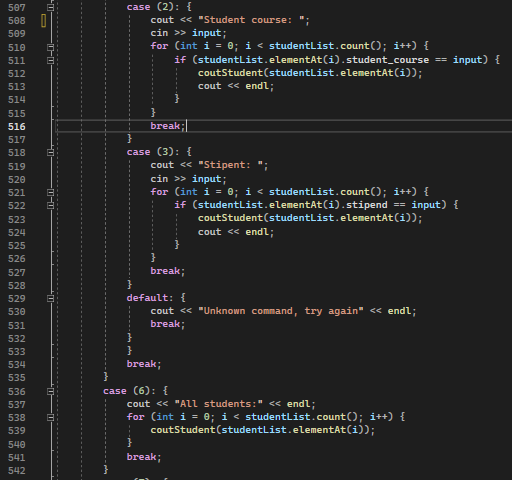 507 case (2): {
508 cout << "Student course: ";
509 cin >> input;
510 for (int i = 0; i < studentList.count(); i++) {
511 if (studentList.elementAt(i).student_course == input) {
512 coutStudent(studentList.elementAt(i));
513 cout << endl;
514 }
515 }
516 break;
517 }
518 case (3): {
519 cout << "Stipent: ";
520 cin >> input;
521 for (int i = 0; i < studentList.count(); i++) {
522 if (studentList.elementAt(i).stipend == input) {
523 coutStudent(studentList.elementAt(i));
524 cout << endl;
525 }
526 }
527 break;
528 }
529 default: {
530 cout << "Unknown command, try again" << endl;
531 break;
532 }
533 }
534 break;
535 }
536 case (6): {
537 cout << "All students:" << endl;
538 for (int i = 0; i < studentList.count(); i++) {
539 coutStudent(studentList.elementAt(i));
540 }
541 break;
542 }